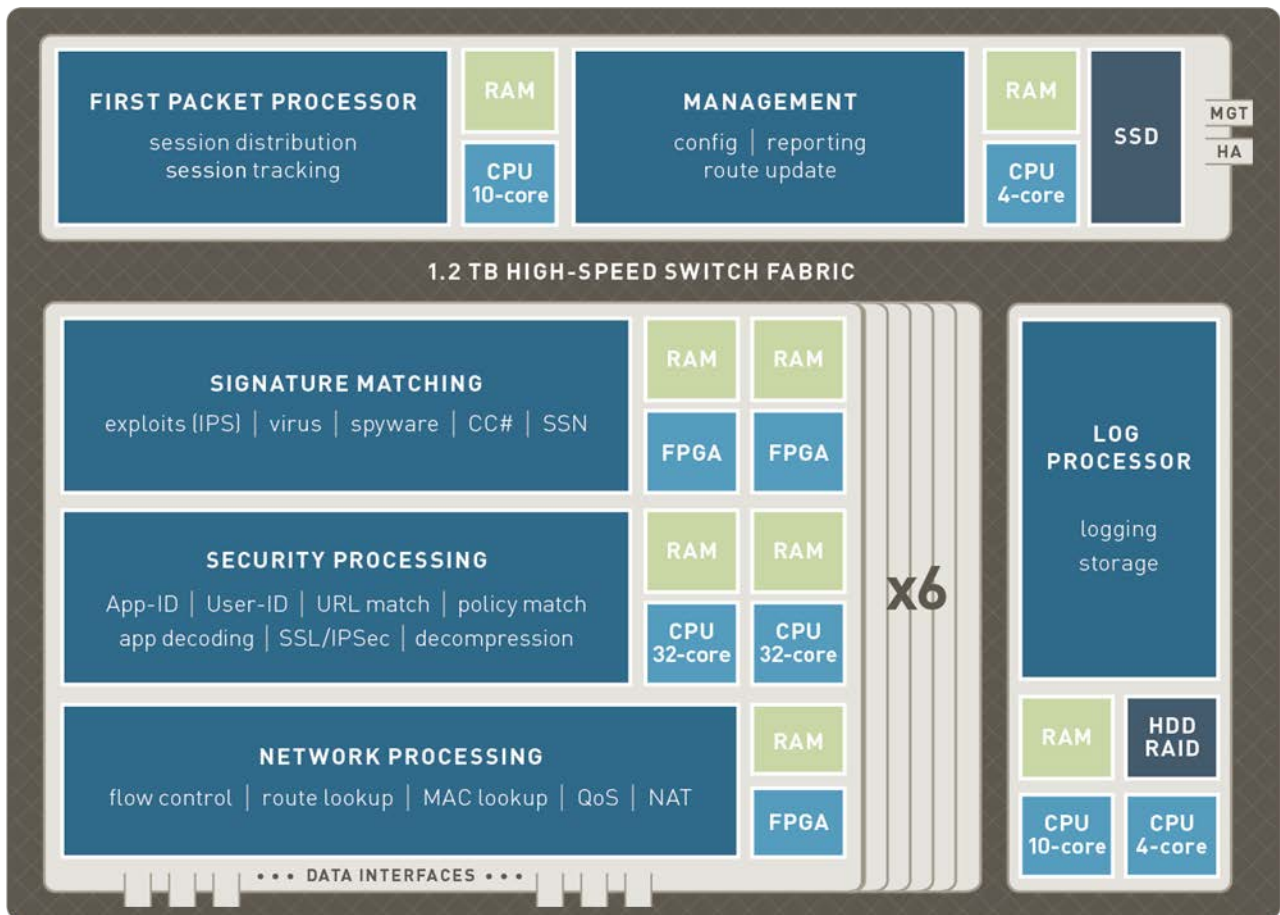 FIRST PACKET PROCESSOR
session distribution
session tracking
RAM
CPU
10-core
MANAGEMENT
config | reporting
route update
RAM
CPU
4-core
SSD
MGT
HA
1.2 TB HIGH-SPEED SWITCH FABRIC
SIGNATURE MATCHING
exploits (IPS) | virus | spyware | CC# | SSN
RAM
RAM
FPGA
FPGA
SECURITY PROCESSING
App-ID | User-ID | URL match | policy match
app decoding | SSL/IPSec | decompression
RAM
RAM
CPU
32-core
CPU
32-core
NETWORK PROCESSING
flow control | route lookup | MAC lookup | QoS | NAT
RAM
FPGA
••• DATA INTERFACES •••
x6
LOG
PROCESSOR
logging
storage
RAM
HDD
RAID
CPU
10-core
CPU
4-core